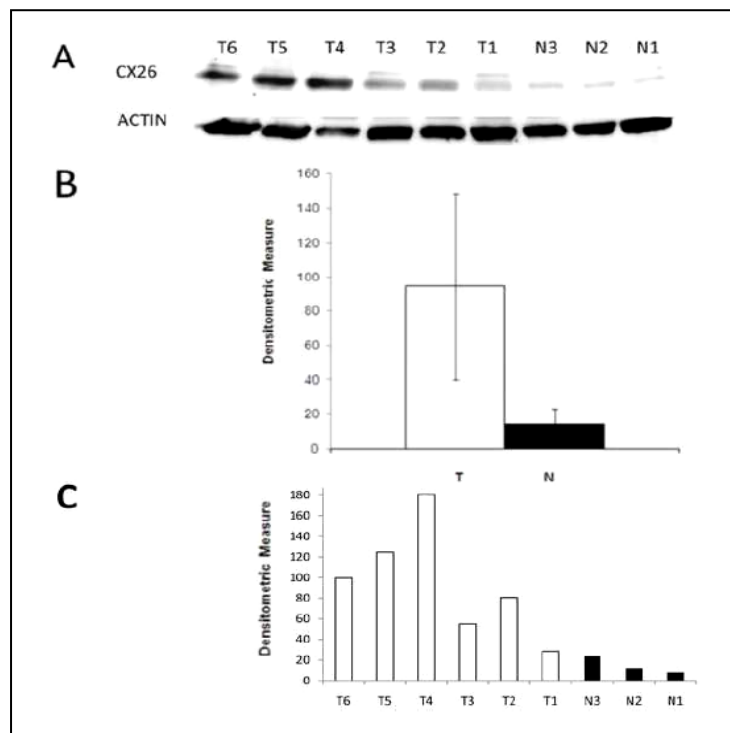 A
T6 T5 T4 T3 T2 T1 N3 N2 N1
CX26
ACTIN
B
Densitometric Measure
160
140
120
100
80
60
40
20
0
T N
C
Densitometric Measure
180
160
140
120
100
80
60
40
20
0
T6 T5 T4 T3 T2 T1 N3 N2 N1